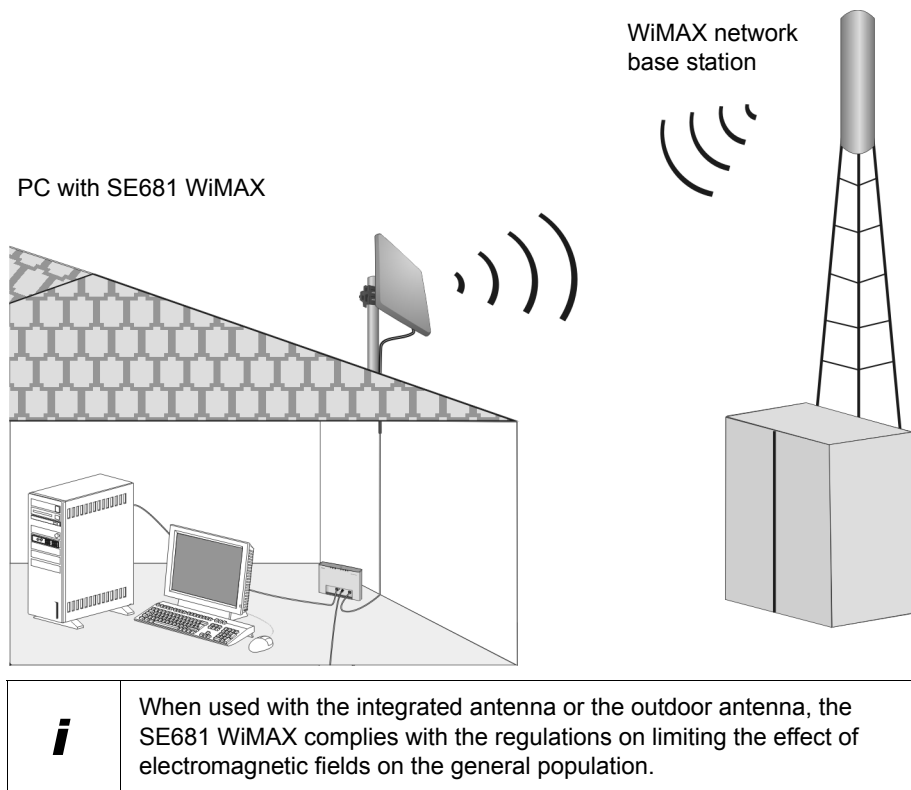 WiMAX network
base station
PC with SE681 WiMAX
i
When used with the integrated antenna or the outdoor antenna, the
SE681 WiMAX complies with the regulations on limiting the effect of
electromagnetic fields on the general population.